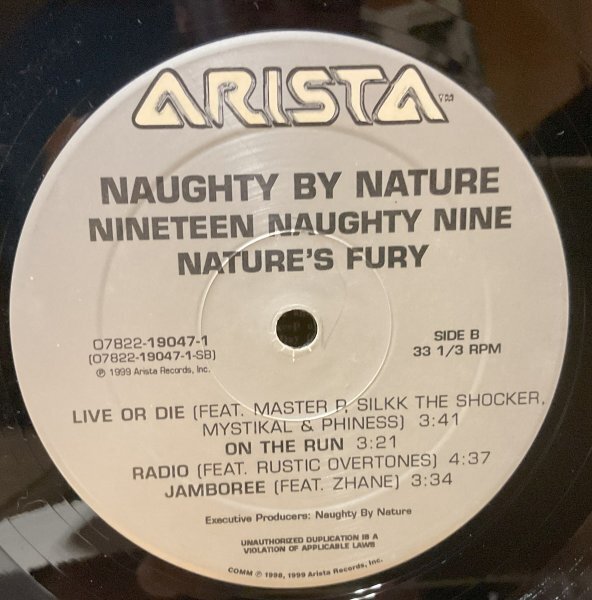 ARISTA™
NAUGHTY BY NATURE
NINETEEN NAUGHTY NINE
NATURE'S FURY
07822-19047-1
(07822-19047-1-SB)
℗ 1999 Arista Records, Inc.
SIDE B
33 1/3 RPM
LIVE OR DIE (FEAT. MASTER P, SILKK THE SHOCKER,
MYSTIKAL & PHINESS) 3:41
ON THE RUN 3:21
RADIO (FEAT. RUSTIC OVERTONES) 4:37
JAMBOREE (FEAT. ZHANE) 3:34
Executive Producers: Naughty By Nature
UNAUTHORIZED DUPLICATION IS A
VIOLATION OF APPLICABLE LAWS
COMM ℗ 1998, 1999 Arista Records, Inc.